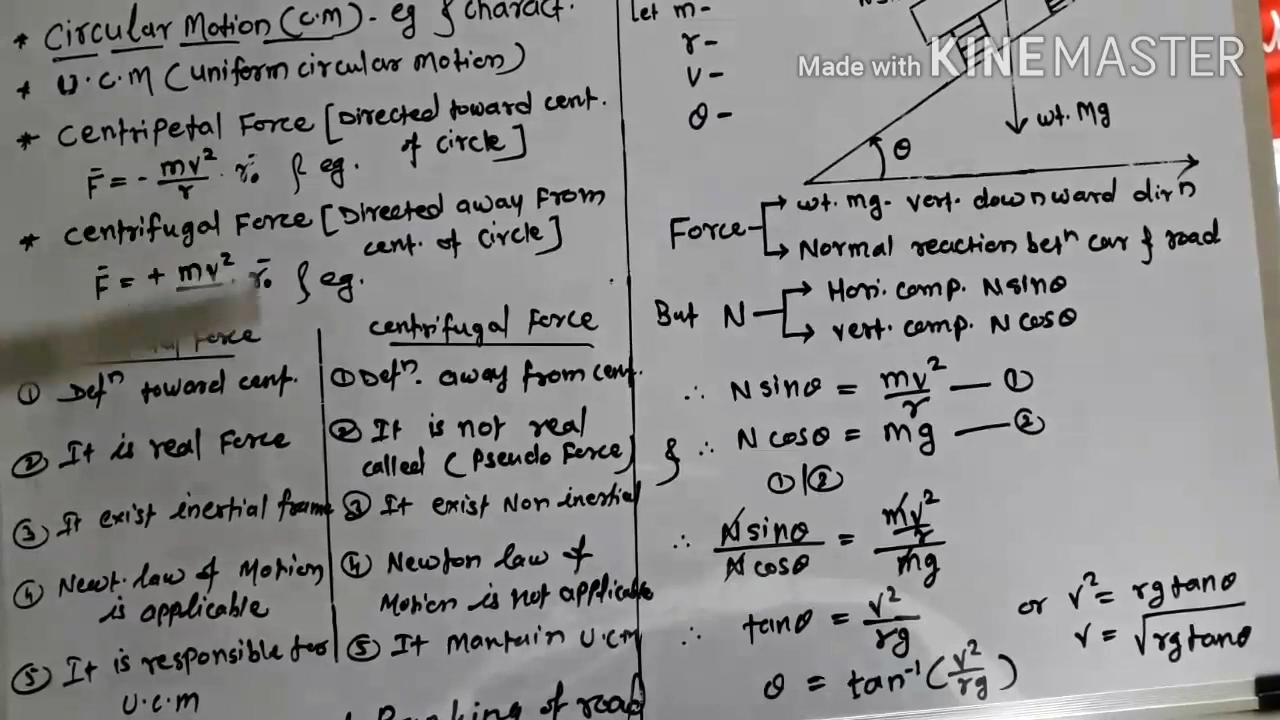 * Circular Motion (C.M) - eg & charact.
* U.C.M (uniform circular motion)
* Centripetal Force [Directed toward cent. of circle]
F̄ = - mv²/r · r̄₀ & eg.
* Centrifugal Force [Directed away from cent. of circle]
F̄ = + mv² · r̄₀ & eg.
Force
① Defⁿ toward cent.
② It is real Force
③ It exist inertial frame
④ Newt. law of Motion is applicable
⑤ It is responsible for U.C.M
Centrifugal Force
① Defⁿ. away from cent.
② It is not real called (Pseudo Force)
③ It exist Non inertial
④ Newton law of Motion is not applicable
⑤ It mantain U.C.M
Banking of road
Let m-
r-
v-
θ-
Made with KINEMASTER
wt. Mg
θ
Force
wt. mg- vert. downward dirⁿ
Normal reaction betⁿ car & road
But N
Hori. comp. N sinθ
vert. comp. N cosθ
∴ N sinθ = mv²/r — ①
& ∴ N cosθ = mg — ②
①/②
∴ N sinθ / N cosθ = (mv²/r) / mg
∴ tanθ = v²/rg
or v² = rg tanθ
v = √rg tanθ
θ = tan⁻¹ (v²/rg)